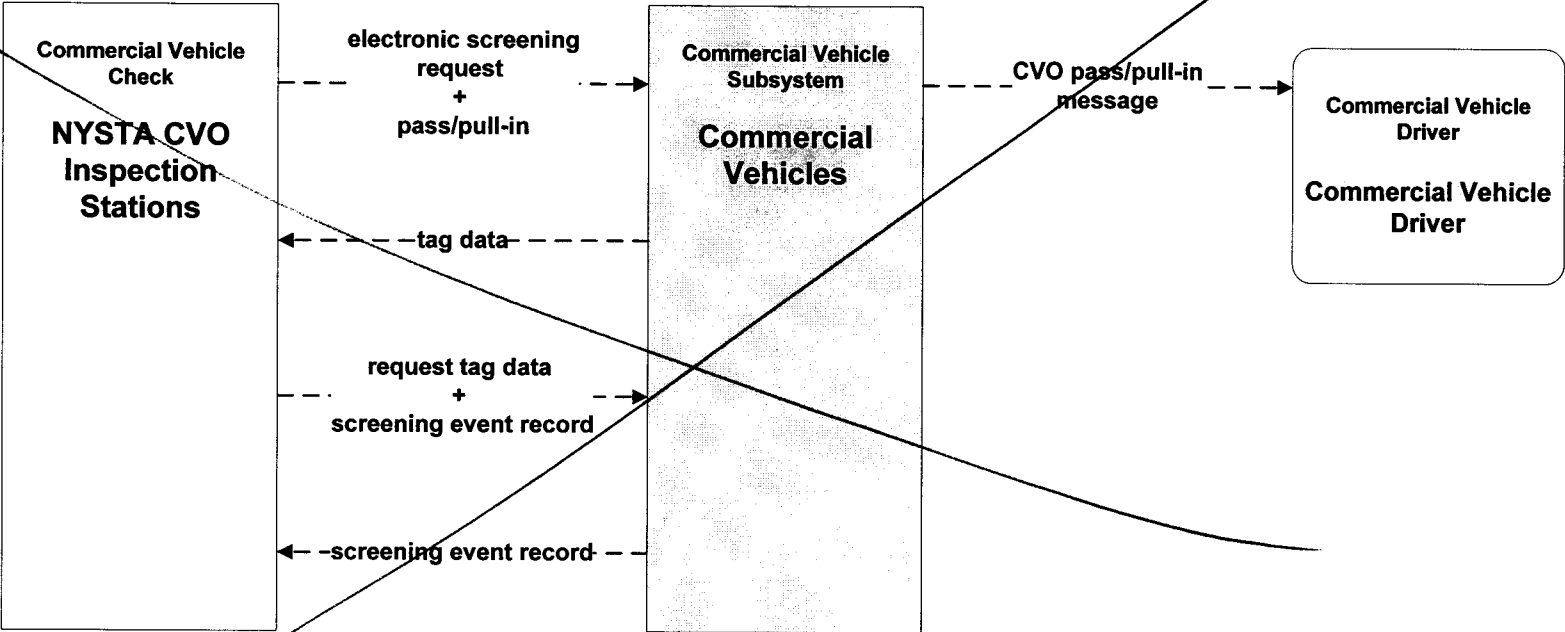 Commercial Vehicle
Check
NYSTA CVO
Inspection
Stations
electronic screening
request
+
pass/pull-in
tag data
request tag data
+
screening event record
screening event record
Commercial Vehicle
Subsystem
Commercial
Vehicles
CVO pass/pull-in
message
Commercial Vehicle
Driver
Commercial Vehicle
Driver